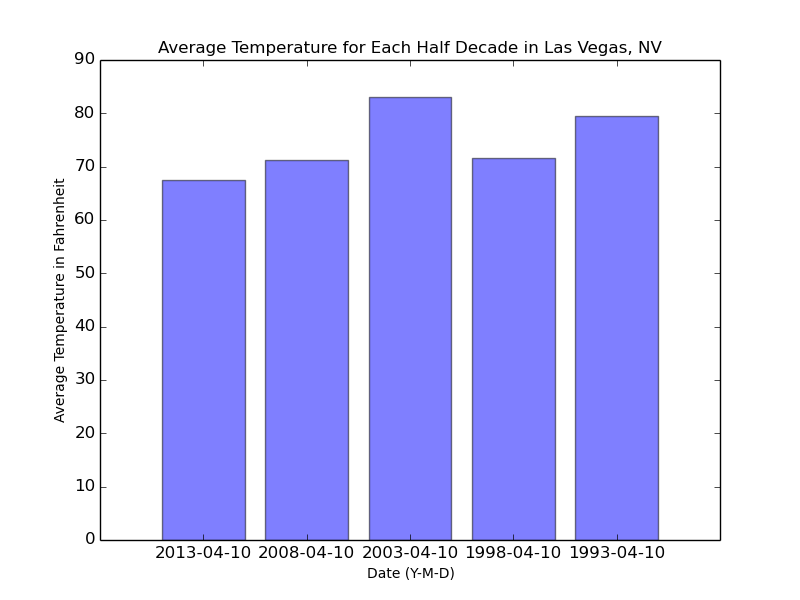 Average Temperature for Each Half Decade in Las Vegas, NV
90
80
70
60
50
40
30
20
10
0
Average Temperature in Fahrenheit
2013-04-10 2008-04-10 2003-04-10 1998-04-10 1993-04-10
Date (Y-M-D)